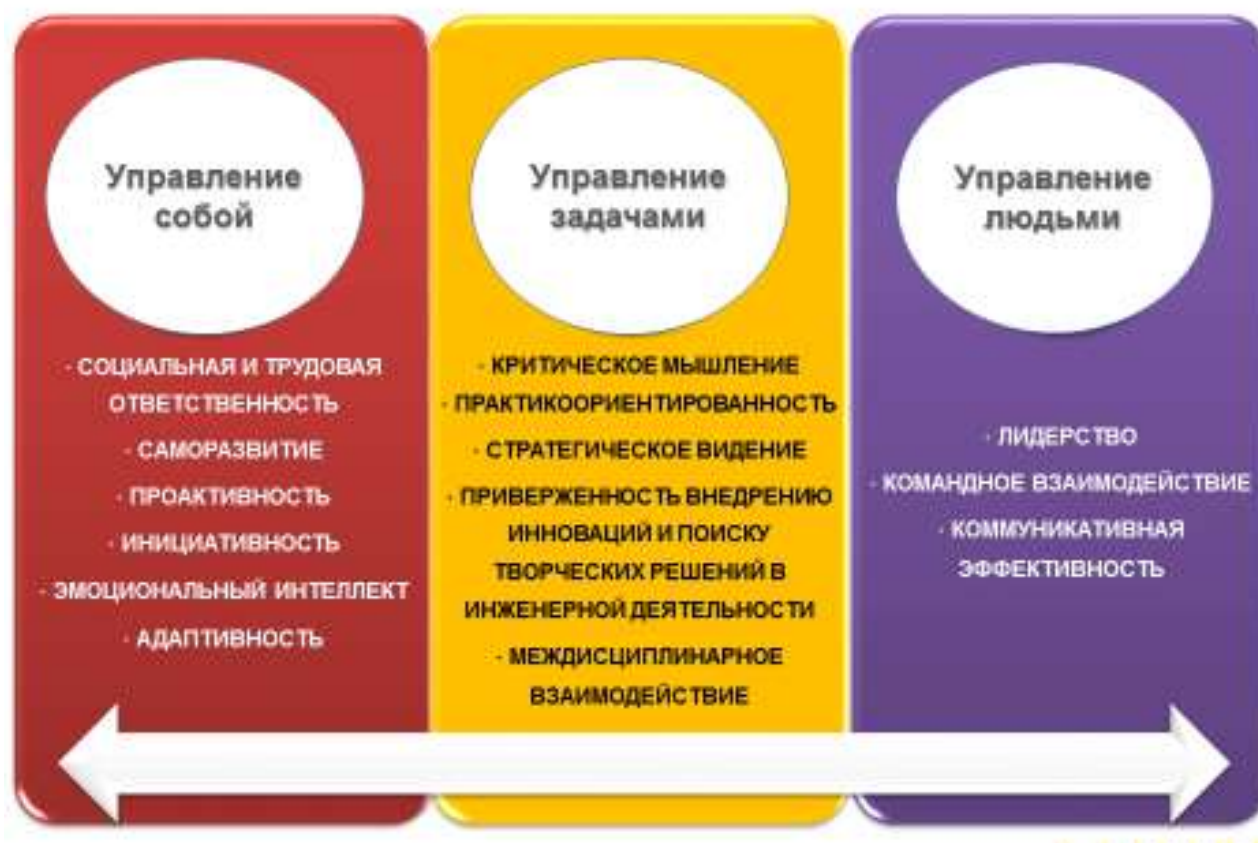 Управление
собой
- СОЦИАЛЬНАЯ И ТРУДОВАЯ
ОТВЕТСТВЕННОСТЬ
- САМОРАЗВИТИЕ
- ПРОАКТИВНОСТЬ
- ИНИЦИАТИВНОСТЬ
- ЭМОЦИОНАЛЬНЫЙ ИНТЕЛЛЕКТ
- АДАПТИВНОСТЬ
Управление
задачами
- КРИТИЧЕСКОЕ МЫШЛЕНИЕ
- ПРАКТИКООРИЕНТИРОВАННОСТЬ
- СТРАТЕГИЧЕСКОЕ ВИДЕНИЕ
- ПРИВЕРЖЕННОСТЬ ВНЕДРЕНИЮ
ИННОВАЦИЙ И ПОИСКУ
ТВОРЧЕСКИХ РЕШЕНИЙ В
ИНЖЕНЕРНОЙ ДЕЯТЕЛЬНОСТИ
- МЕЖДИСЦИПЛИНАРНОЕ
ВЗАИМОДЕЙСТВИЕ
Управление
людьми
- ЛИДЕРСТВО
- КОМАНДНОЕ ВЗАИМОДЕЙСТВИЕ
- КОММУНИКАТИВНАЯ
ЭФФЕКТИВНОСТЬ